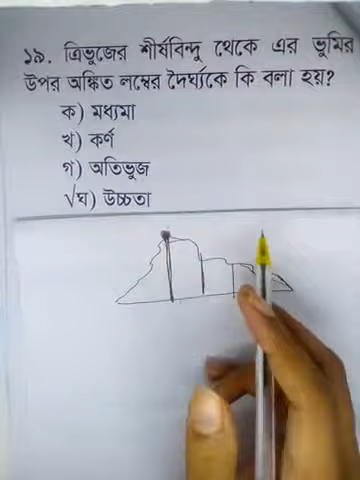 ১৯. ত্রিভুজের শীর্ষবিন্দু থেকে এর ভুমির
উপর অঙ্কিত লম্বের দৈর্ঘ্যকে কি বলা হয়?
ক) মধ্যমা
খ) কর্ণ
গ) অতিভুজ
√ঘ) উচ্চতা